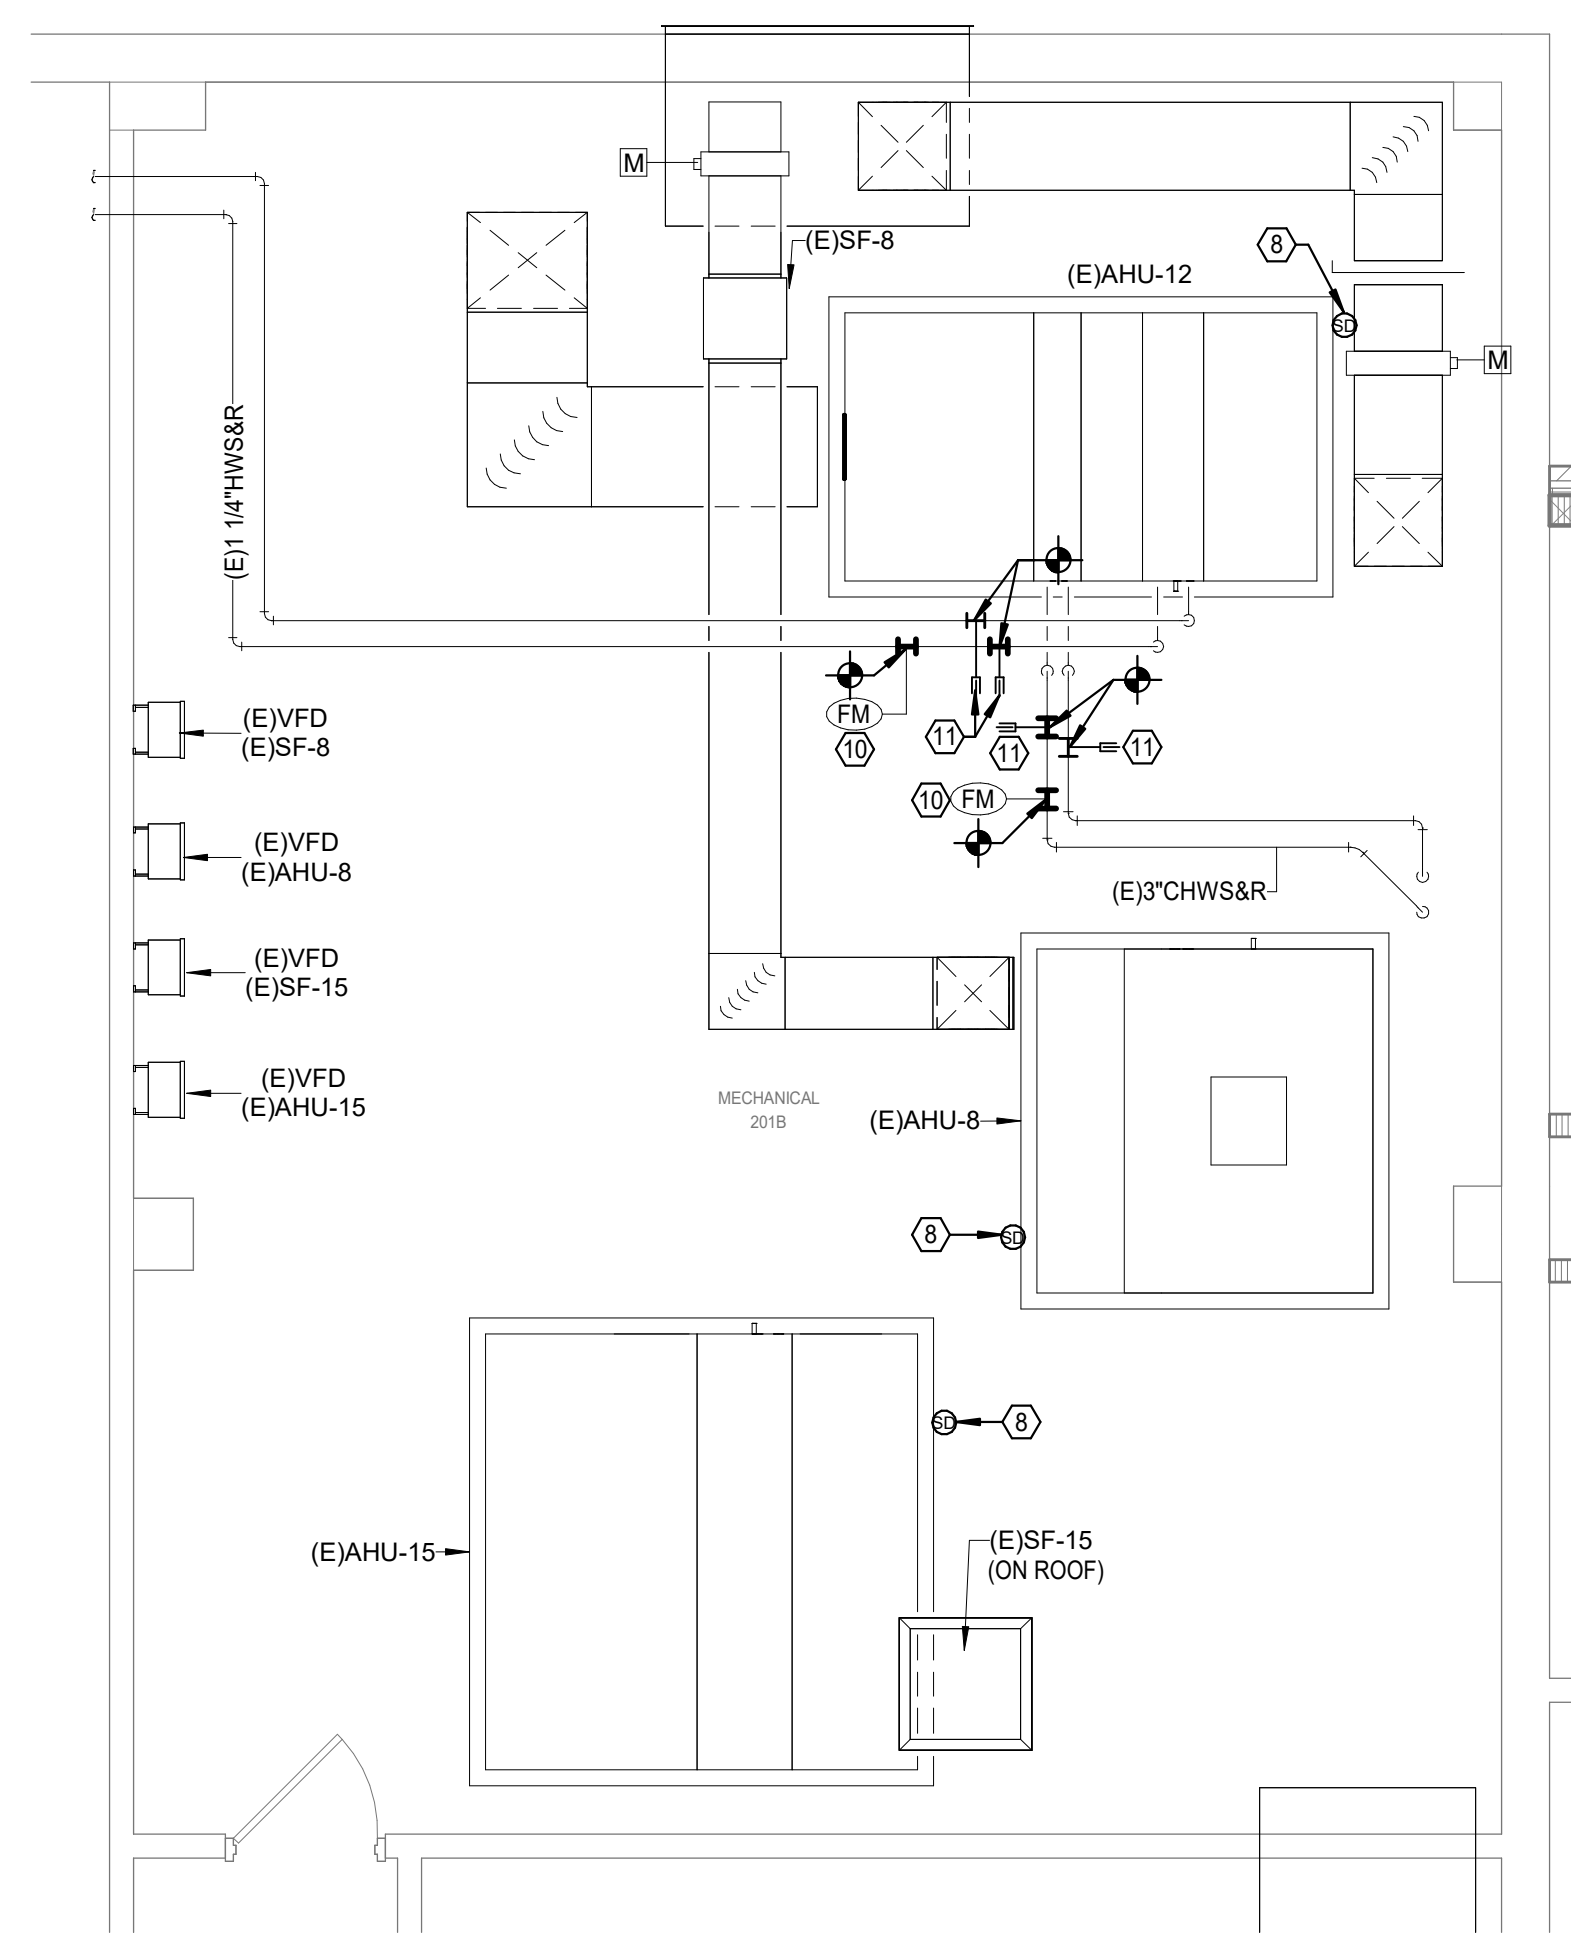 M
(E)SF-8
8
(E)AHU-12
SD
M
(E)1 1/4"HWS&R
FM
10
11
11
11
10
FM
(E)VFD
(E)SF-8
(E)VFD
(E)AHU-8
(E)3"CHWS&R
(E)VFD
(E)SF-15
(E)VFD
(E)AHU-15
MECHANICAL
201B
(E)AHU-8
8
SD
SD
8
(E)AHU-15
(E)SF-15
(ON ROOF)